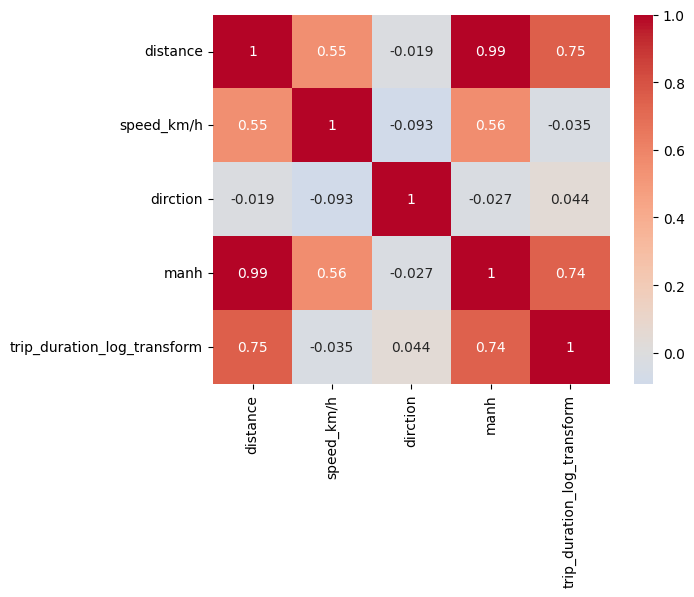 distance 1 0.55 -0.019 0.99 0.75
speed_km/h 0.55 1 -0.093 0.56 -0.035
dirction -0.019 -0.093 1 -0.027 0.044
manh 0.99 0.56 -0.027 1 0.74
trip_duration_log_transform 0.75 -0.035 0.044 0.74 1
distance
speed_km/h
dirction
manh
trip_duration_log_transform
1.0
0.8
0.6
0.4
0.2
0.0